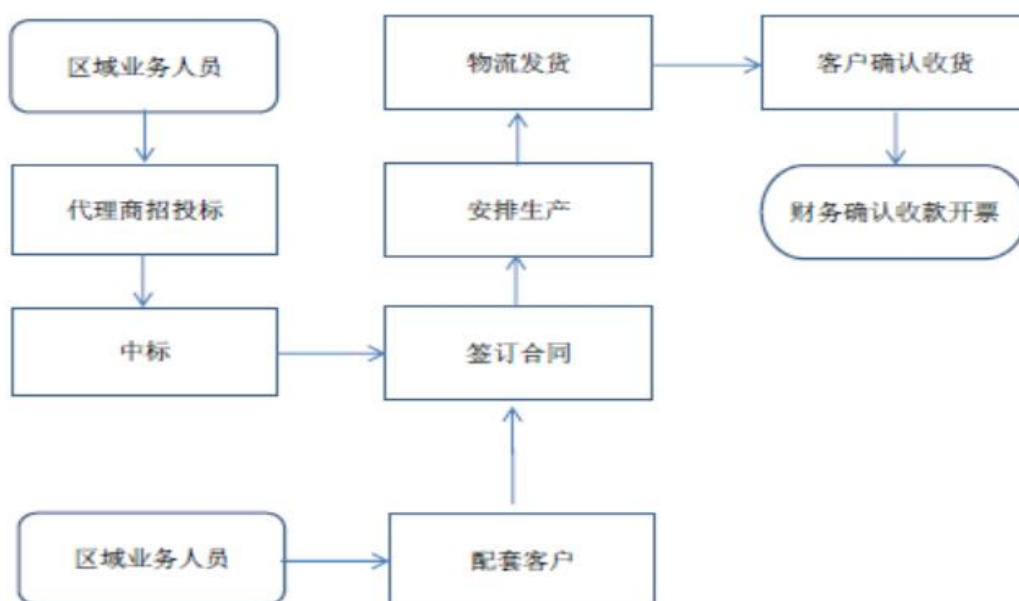 区域业务人员
代理商招投标
中标
签订合同
安排生产
物流发货
客户确认收货
财务确认收款开票
区域业务人员
配套客户